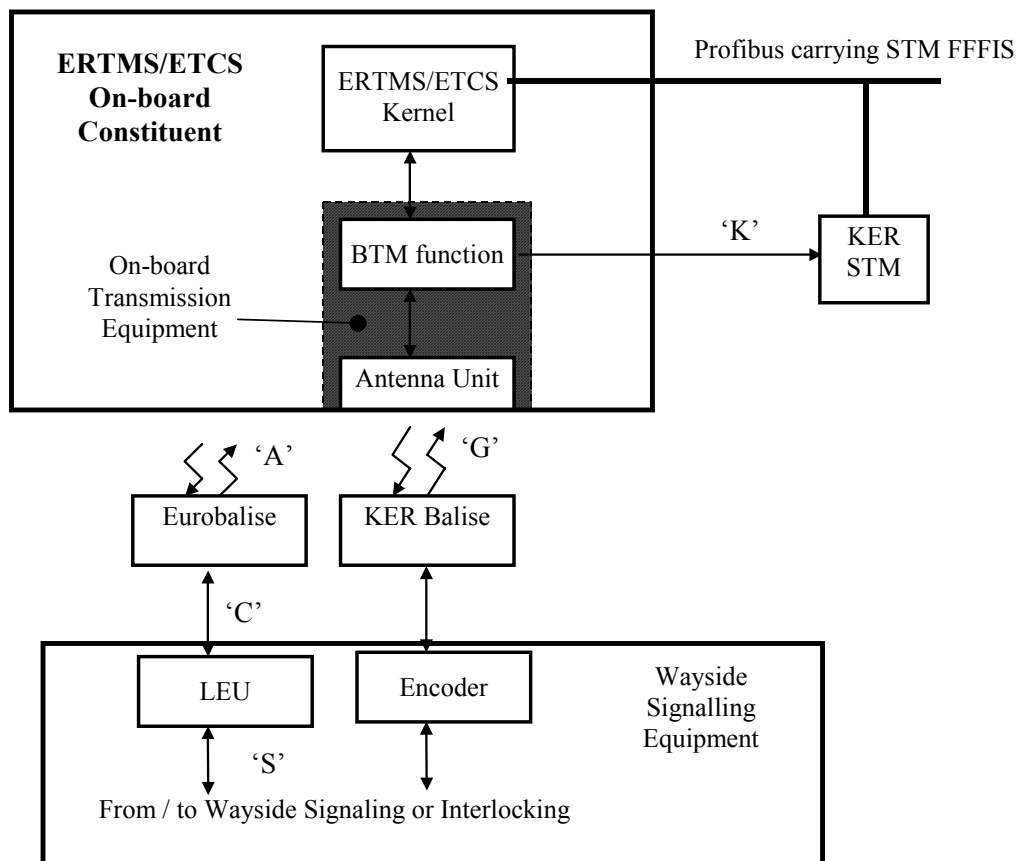 Profibus carrying STM FFFIS
ERTMS/ETCS
On-board
Constituent
ERTMS/ETCS
Kernel
BTM function
‘K’
KER
STM
On-board
Transmission
Equipment
Antenna Unit
‘A’
‘G’
Eurobalise
KER Balise
‘C’
LEU
Encoder
Wayside
Signalling
Equipment
‘S’
From / to Wayside Signaling or Interlocking